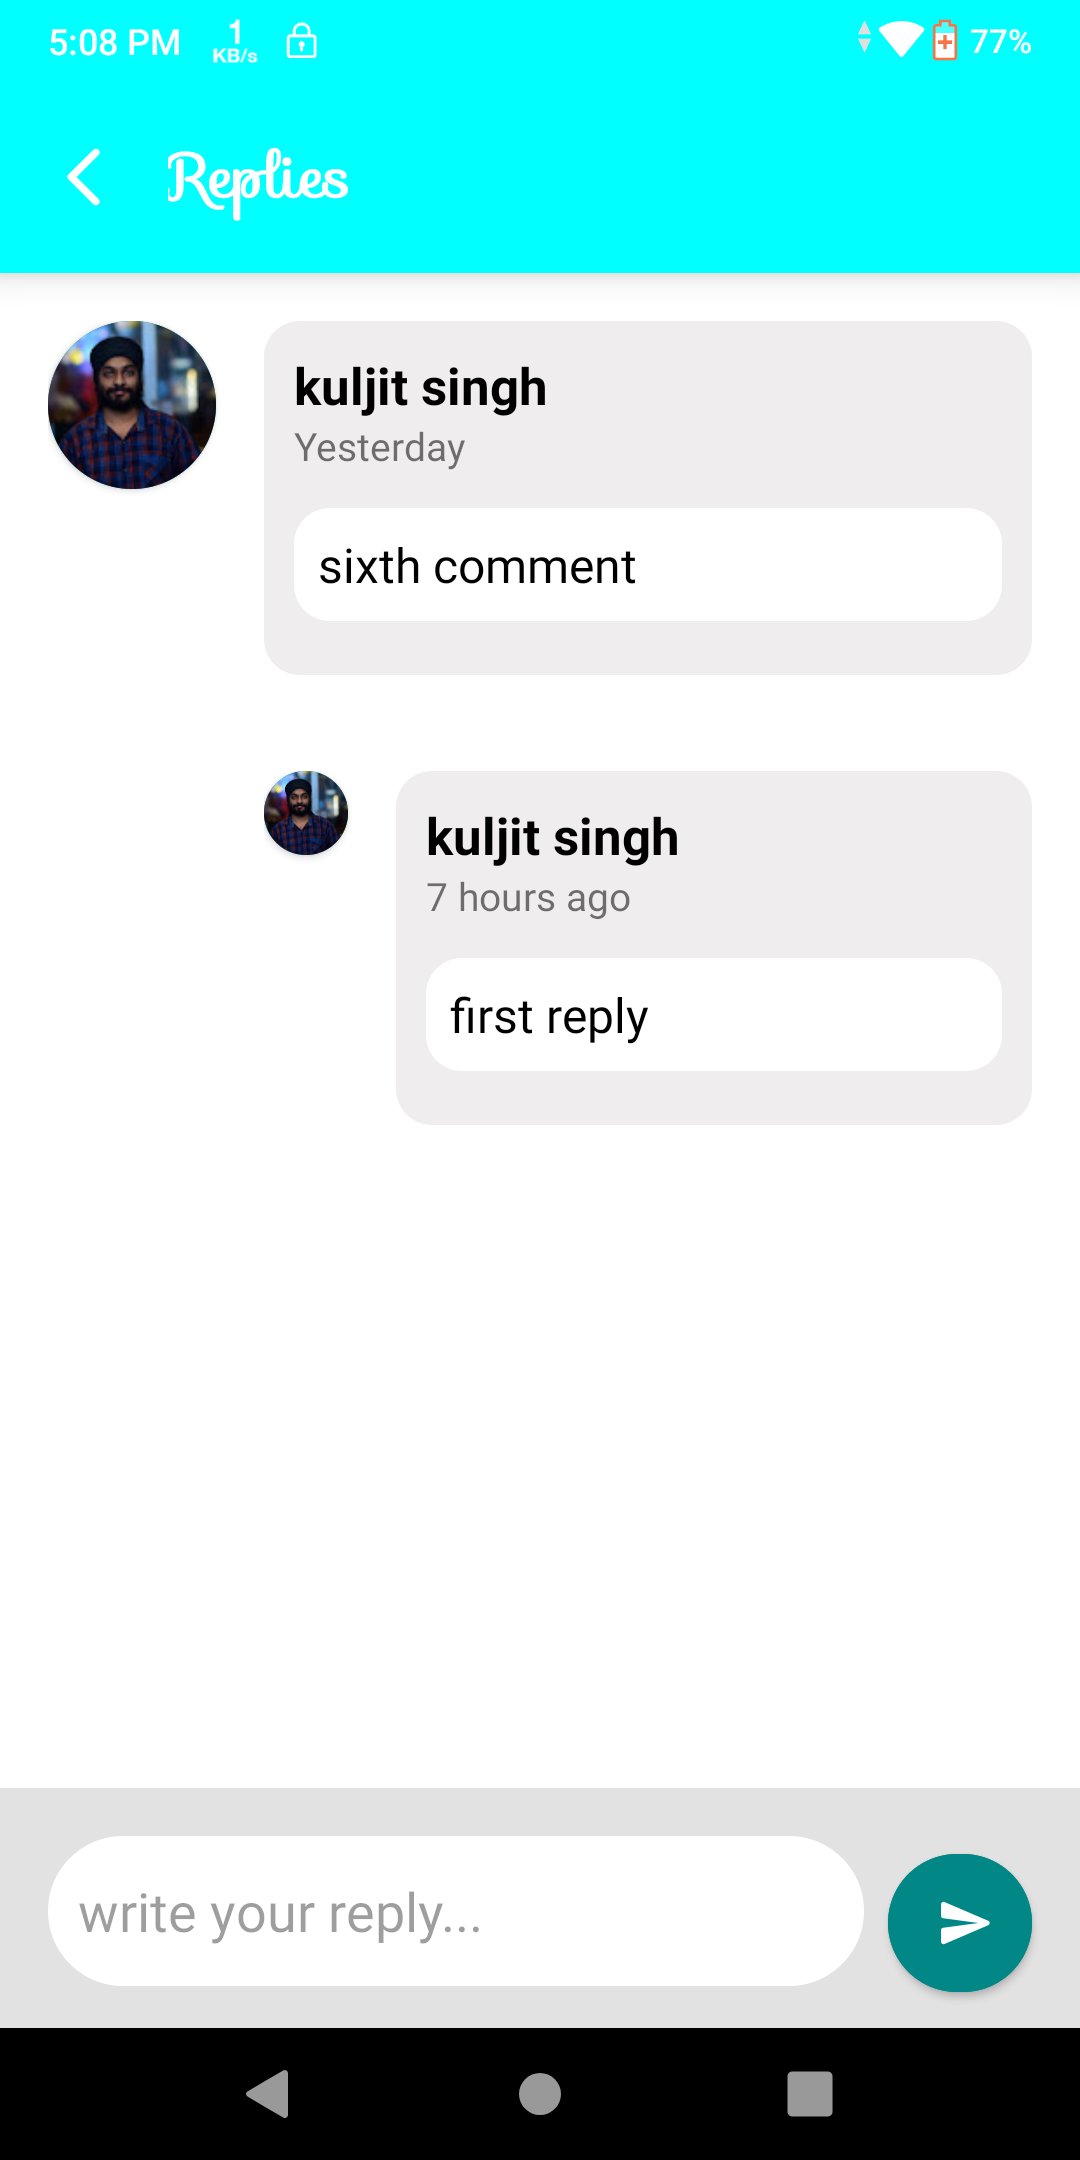 5:08 PM 1 KB/s 77%
Replies
kuljit singh
Yesterday
sixth comment
kuljit singh
7 hours ago
first reply
write your reply...